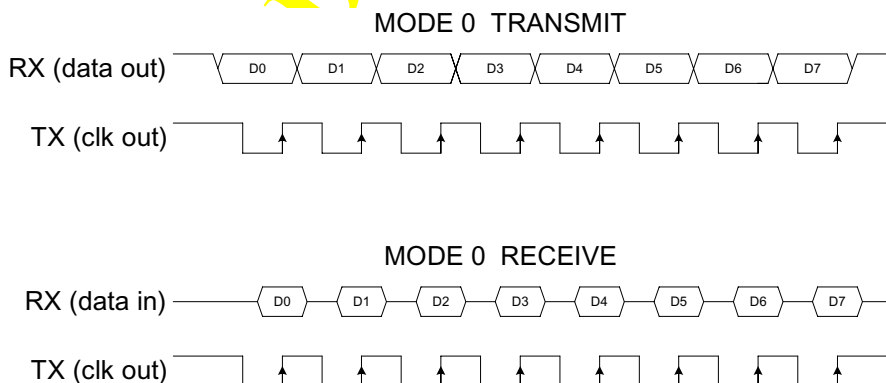 MODE 0 TRANSMIT
RX (data out) D0 D1 D2 D3 D4 D5 D6 D7
TX (clk out)
MODE 0 RECEIVE
RX (data in) D0 D1 D2 D3 D4 D5 D6 D7
TX (clk out)